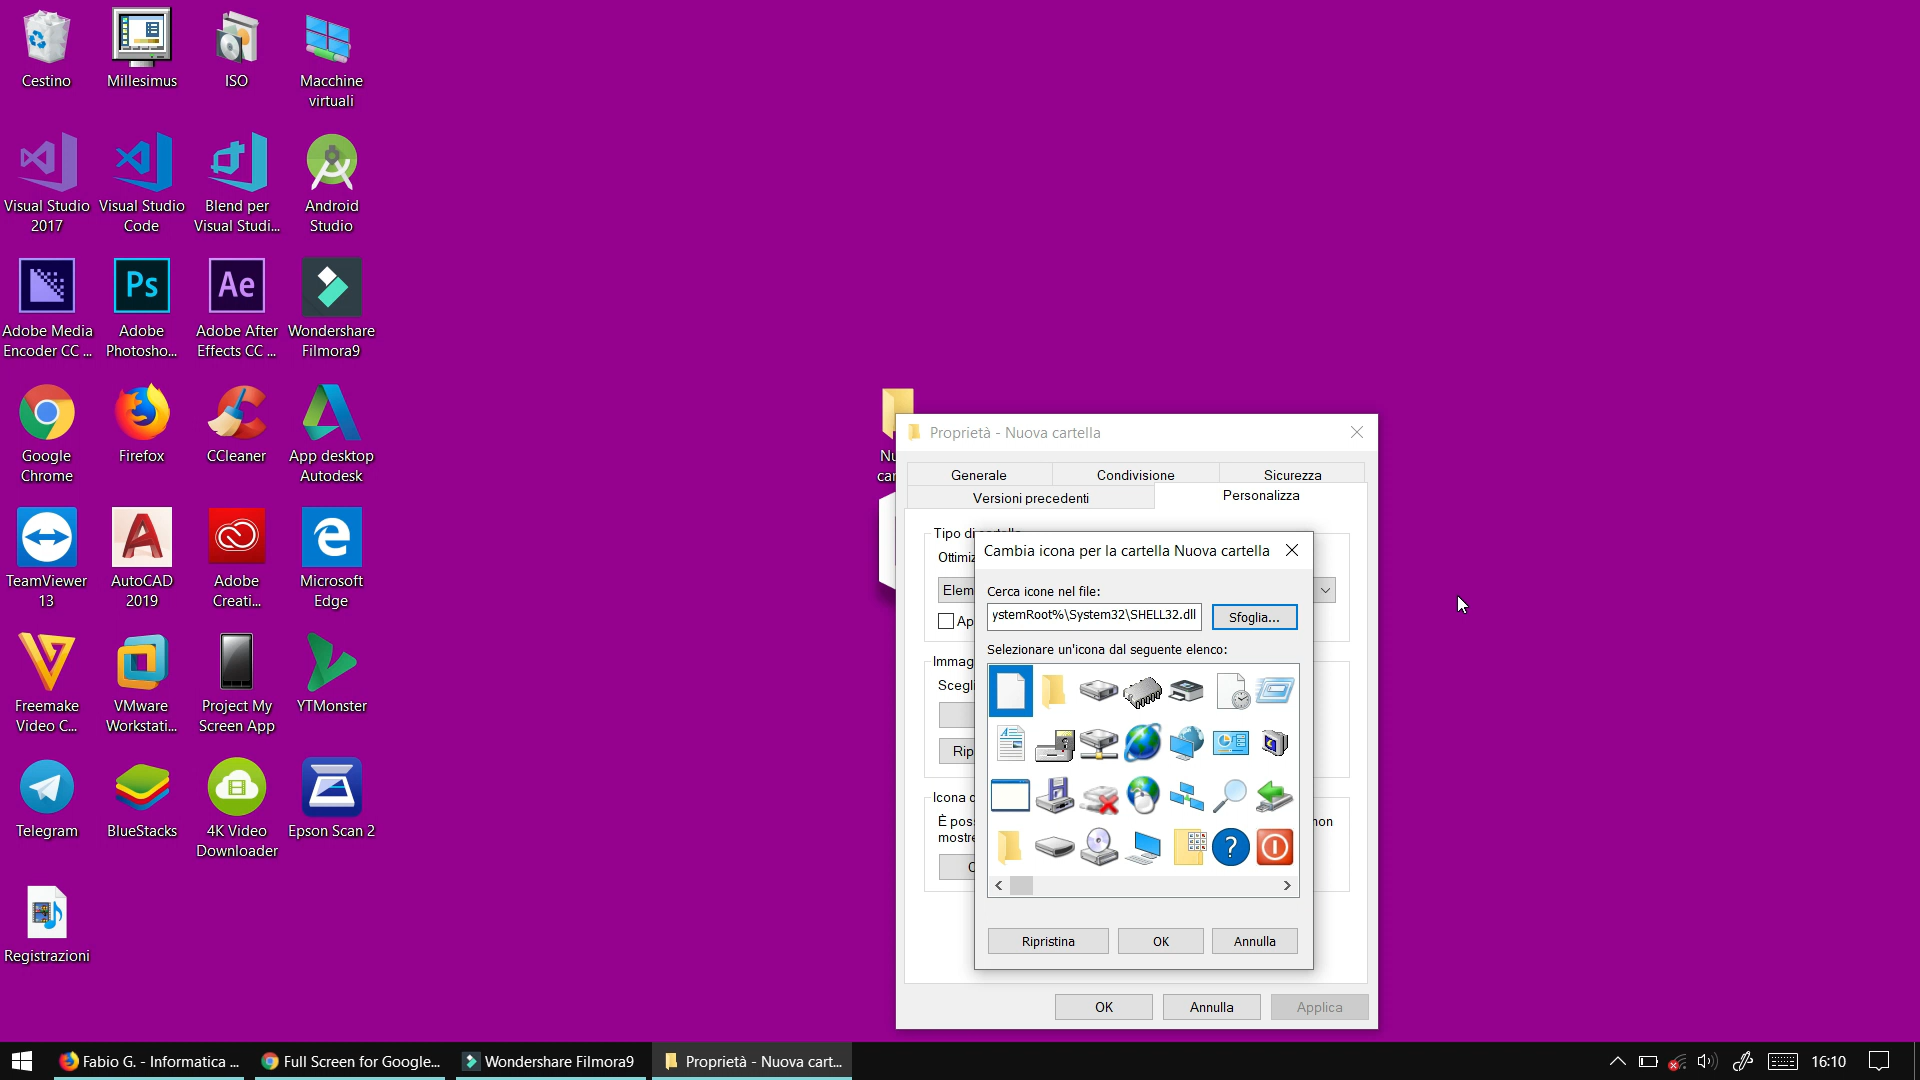 Cestino
Millesimus
ISO
Macchine
virtuali
Visual Studio
2017
Visual Studio
Code
Blend per
Visual Studi...
Android
Studio
Adobe Media
Encoder CC ...
Ps
Adobe
Photosho...
Ae
Adobe After
Effects CC ...
Wondershare
Filmora9
Google
Chrome
Firefox
CCleaner
App desktop
Autodesk
TeamViewer
13
AutoCAD
2019
Adobe
Creati...
Microsoft
Edge
Freemake
Video C...
VMware
Workstati...
Project My
Screen App
YTMonster
Telegram
BlueStacks
4K Video
Downloader
Epson Scan 2
Registrazioni
Proprietà - Nuova cartella
Generale
Condivisione
Sicurezza
Versioni precedenti
Personalizza
Tipo di
Ottimiz
Elem
Ap
Immag
Scegli
Rip
Icona c
È pos
mostre
non
Cambia icona per la cartella Nuova cartella
Cerca icone nel file:
ystemRoot%\System32\SHELL32.dll
Sfoglia...
Selezionare un'icona dal seguente elenco:
Ripristina
OK
Annulla
OK
Annulla
Applica
Fabio G. - Informatica ...
Full Screen for Google...
Wondershare Filmora9
Proprietà - Nuova cart...
16:10